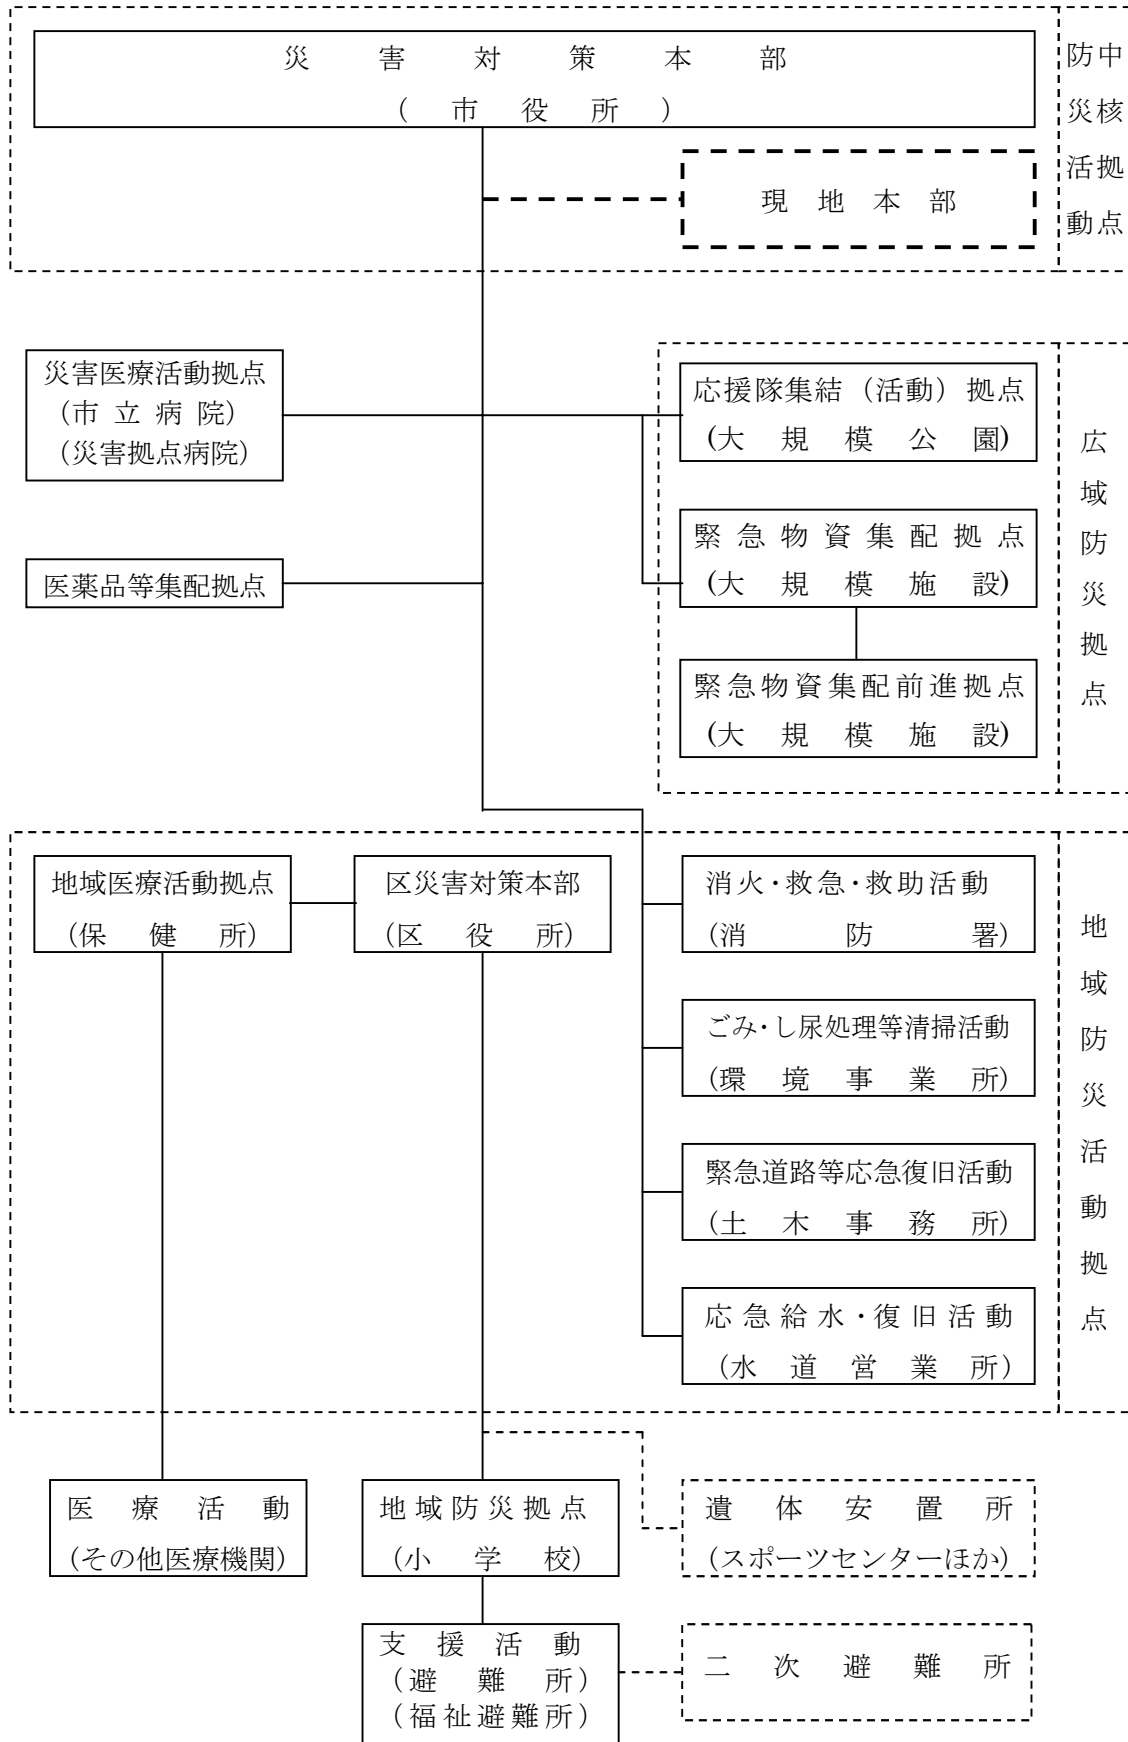 災害対策本部
(市役所)
中核拠点
防災活動
現地本部
災害医療活動拠点
(市立病院)
(災害拠点病院)
応援隊集結(活動)拠点
(大規模公園)
広域防災拠点
緊急物資集配拠点
(大規模施設)
医薬品等集配拠点
緊急物資集配前進拠点
(大規模施設)
地域医療活動拠点
(保健所)
区災害対策本部
(区役所)
消火・救急・救助活動
(消防署)
地域防災活動拠点
ごみ・し尿処理等清掃活動
(環境事業所)
緊急道路等応急復旧活動
(土木事務所)
応急給水・復旧活動
(水道営業所)
医療活動
(その他医療機関)
地域防災拠点
(小学校)
遺体安置所
(スポーツセンターほか)
支援活動
(避難所)
(福祉避難所)
二次避難所